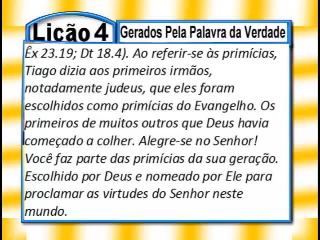 Lição 4
Gerados Pela Palavra da Verdade
Êx 23.19; Dt 18.4). Ao referir-se às primícias,
Tiago dizia aos primeiros irmãos,
notadamente judeus, que eles foram
escolhidos como primícias do Evangelho. Os
primeiros de muitos outros que Deus havia
começado a colher. Alegre-se no Senhor!
Você faz parte das primícias da sua geração.
Escolhido por Deus e nomeado por Ele para
proclamar as virtudes do Senhor neste
mundo.